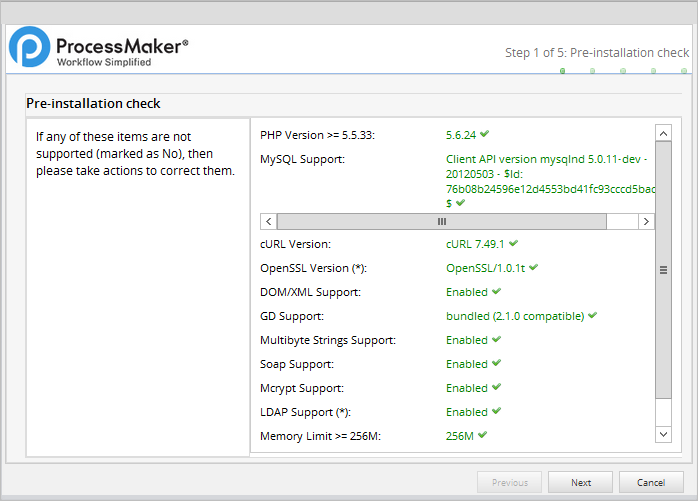 ProcessMaker®
Workflow Simplified
Step 1 of 5: Pre-installation check
Pre-installation check
If any of these items are not
supported (marked as No), then
please take actions to correct them.
PHP Version >= 5.5.33: 5.6.24
MySQL Support: Client API version mysqlnd 5.0.11-dev -
20120503 - $Id:
76b08b24596e12d4553bd41fc93cccd5bac
$
cURL Version: cURL 7.49.1
OpenSSL Version (*): OpenSSL/1.0.1t
DOM/XML Support: Enabled
GD Support: bundled (2.1.0 compatible)
Multibyte Strings Support: Enabled
Soap Support: Enabled
Mcrypt Support: Enabled
LDAP Support (*): Enabled
Memory Limit >= 256M: 256M
Previous Next Cancel